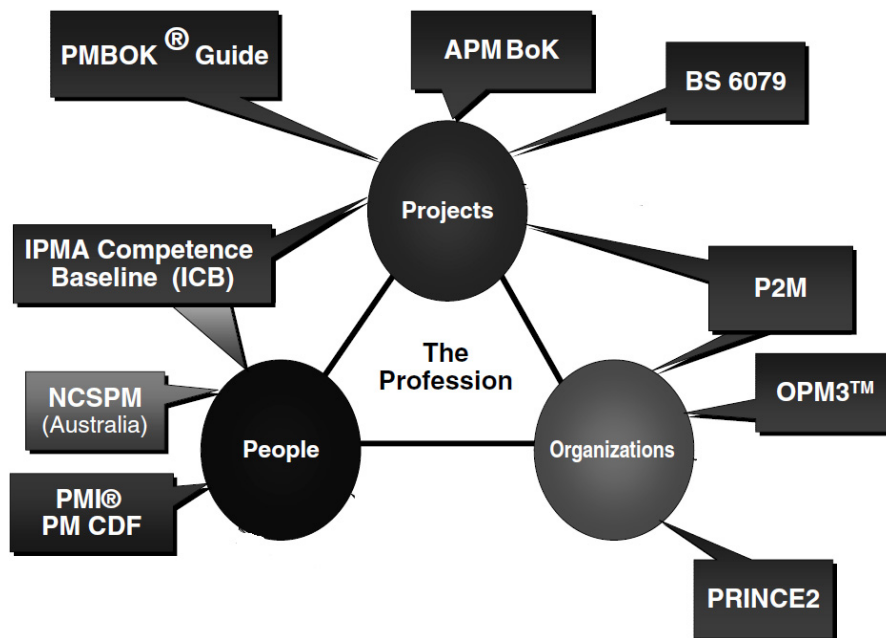 PMBOK ® Guide
APM BoK
BS 6079
Projects
IPMA Competence
Baseline (ICB)
P2M
The
Profession
NCSPM
(Australia)
OPM3™
People
Organizations
PMI®
PM CDF
PRINCE2